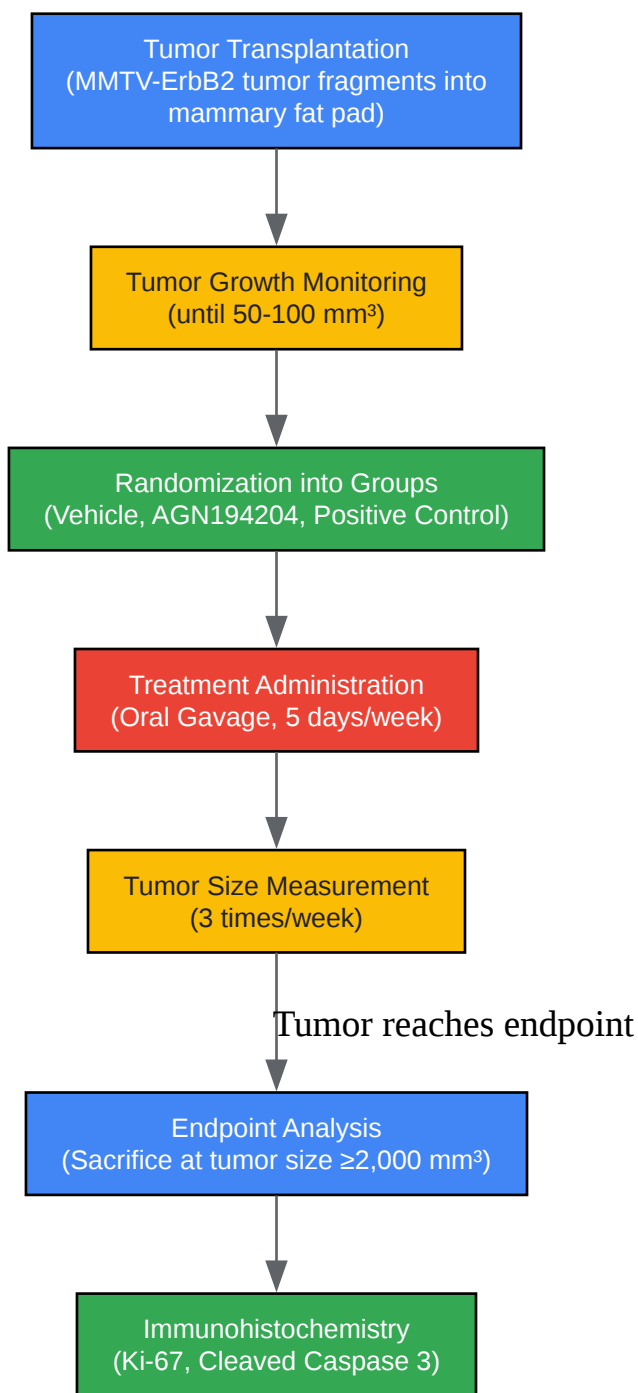 Tumor Transplantation
(MMTV-ErbB2 tumor fragments into
mammary fat pad)
Tumor Growth Monitoring
(until 50-100 mm³)
Randomization into Groups
(Vehicle, AGN194204, Positive Control)
Treatment Administration
(Oral Gavage, 5 days/week)
Tumor Size Measurement
(3 times/week)
Tumor reaches endpoint
Endpoint Analysis
(Sacrifice at tumor size ≥2,000 mm³)
Immunohistochemistry
(Ki-67, Cleaved Caspase 3)